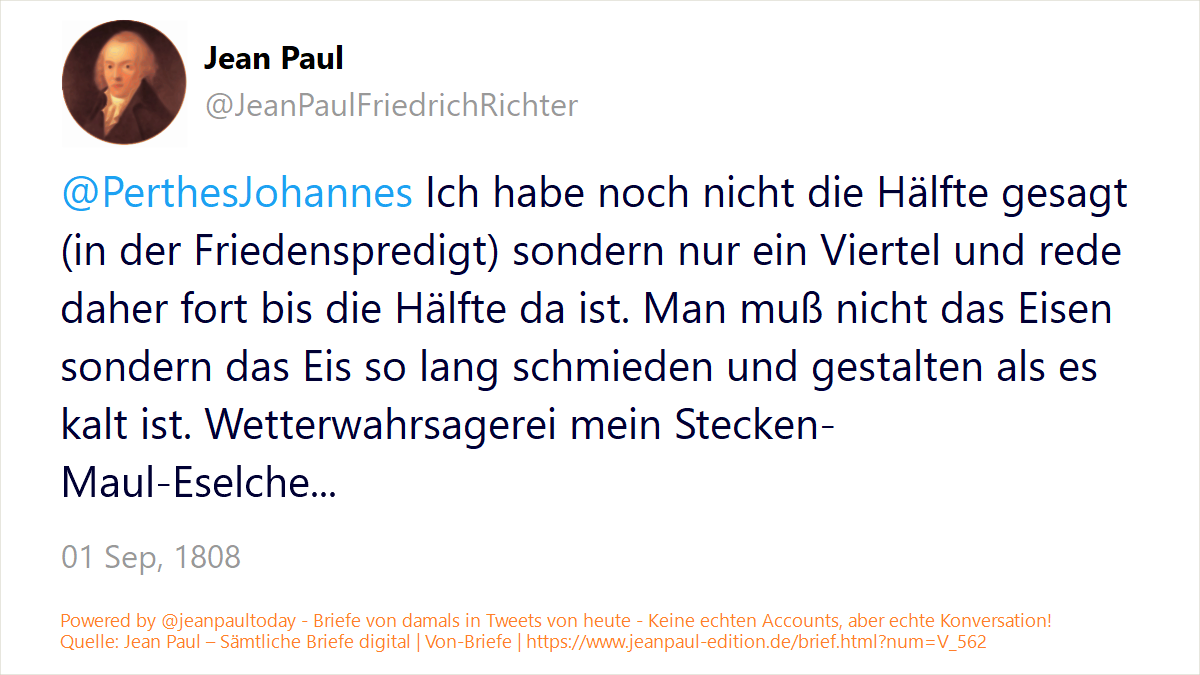 Jean Paul
@JeanPaulFriedrichRichter
@PerthesJohannes Ich habe noch nicht die Hälfte gesagt
(in der Friedenspredigt) sondern nur ein Viertel und rede
daher fort bis die Hälfte da ist. Man muß nicht das Eisen
sondern das Eis so lang schmieden und gestalten als es
kalt ist. Wetterwahrsagerei mein Stecken-
Maul-Eselche...
01 Sep, 1808
Powered by @jeanpaultoday - Briefe von damals in Tweets von heute - Keine echten Accounts, aber echte Konversation!
Quelle: Jean Paul – Sämtliche Briefe digital | Von-Briefe | https://www.jeanpaul-edition.de/brief.html?num=V_562